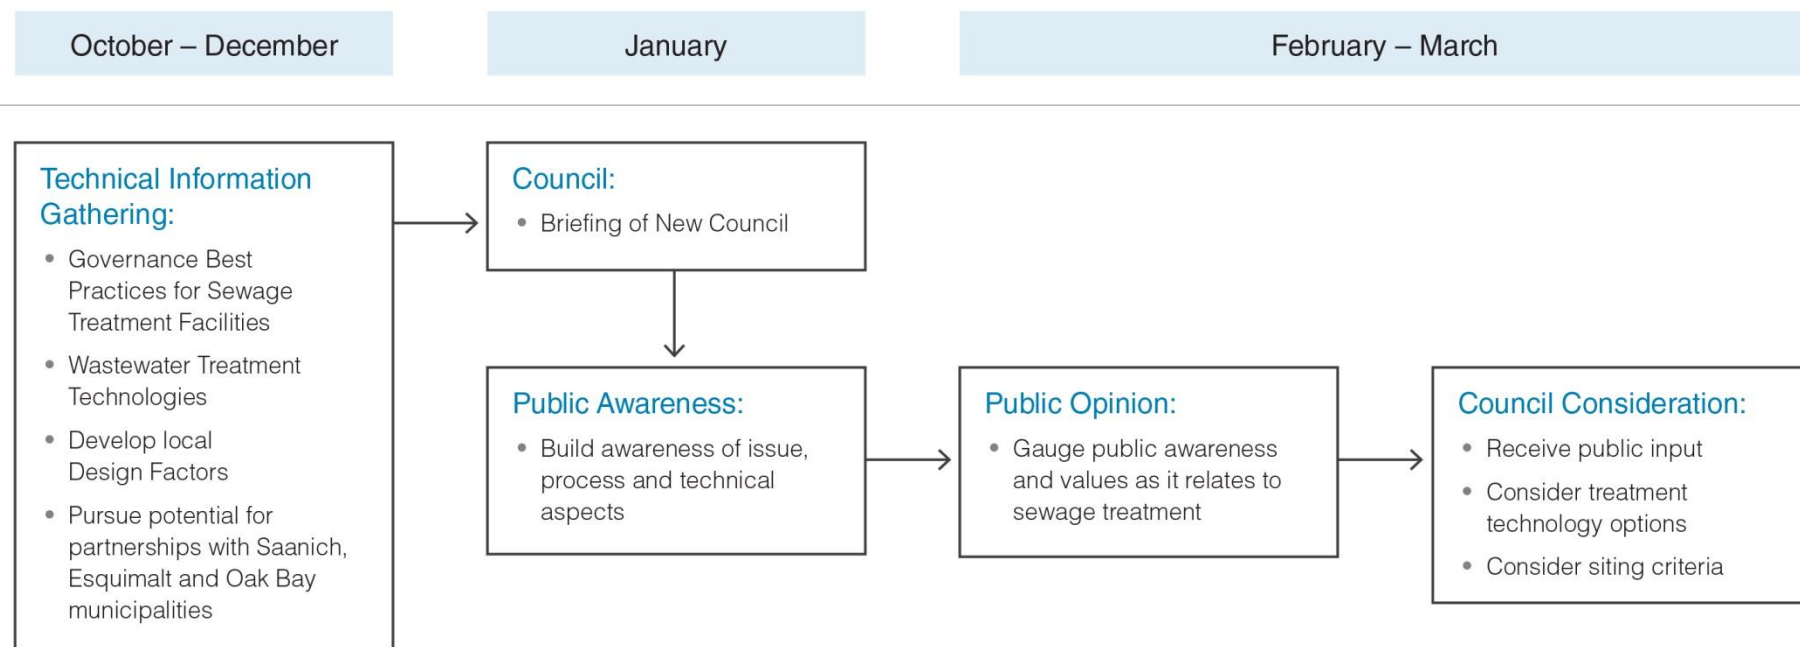 October – December
January
February – March
Technical Information
Gathering:
• Governance Best
Practices for Sewage
Treatment Facilities
• Wastewater Treatment
Technologies
• Develop local
Design Factors
• Pursue potential for
partnerships with Saanich,
Esquimalt and Oak Bay
municipalities
Council:
• Briefing of New Council
Public Awareness:
• Build awareness of issue,
process and technical
aspects
Public Opinion:
• Gauge public awareness
and values as it relates to
sewage treatment
Council Consideration:
• Receive public input
• Consider treatment
technology options
• Consider siting criteria